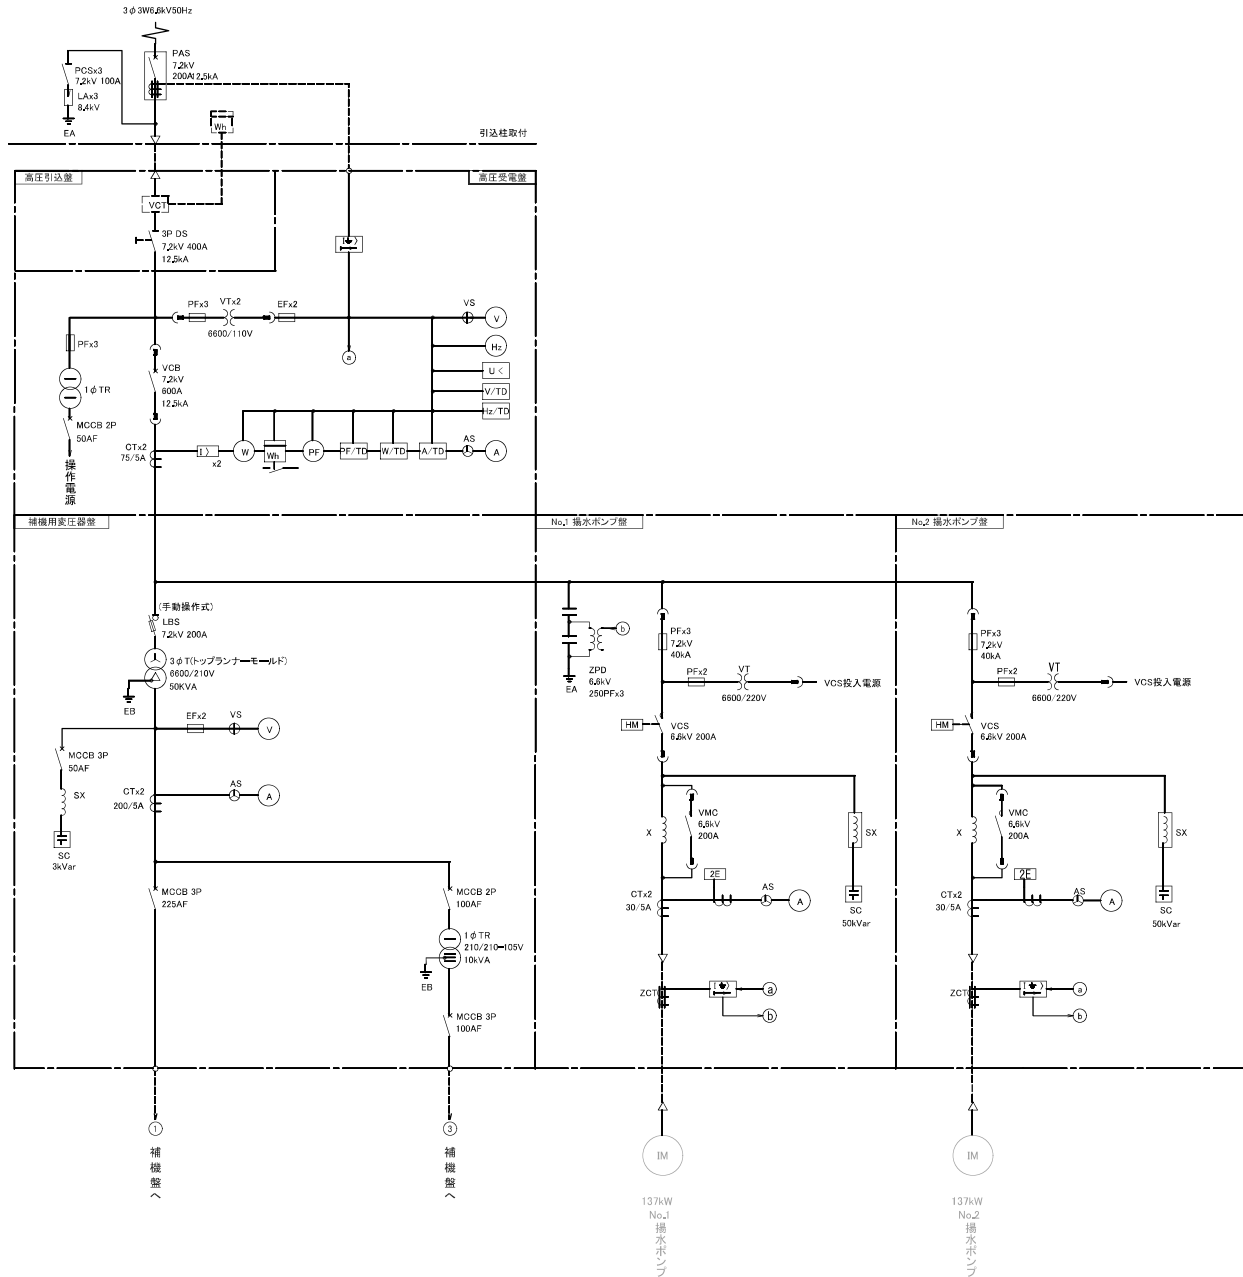 3φ3W6.6kV50Hz
PAS
7.2kV
200A12.5kA
PCSx3
7.2kV 100A
LAx3
8.4kV
EA
Wh
引込柱取付
高圧引込盤
高圧受電盤
VCT
3P DS
7.2kV 400A
12.5kA
PFx3
VTx2
EFx2
6600/110V
VS
V
Hz
U<
V/TD
Hz/TD
a
PFx3
1φTR
MCCB 2P
50AF
操作電源
VCB
7.2kV
600A
12.5kA
CTx2
75/5A
I>
x2
W
Wh
PF
PF/TD
W/TD
A/TD
AS
A
補機用変圧器盤
No.1 揚水ポンプ盤
No.2 揚水ポンプ盤
(手動操作式)
LBS
7.2kV 200A
3φT(トップランナーモールド)
6600/210V
50KVA
EB
EFx2
VS
V
MCCB 3P
50AF
SX
SC
3kVar
CTx2
200/5A
AS
A
MCCB 3P
225AF
MCCB 2P
100AF
1φTR
210/210-105V
10kVA
EB
MCCB 3P
100AF
1
補機盤へ
3
補機盤へ
b
ZPD
6.6kV
250PFx3
EA
PFx3
7.2kV
40kA
PFx2
VT
6600/220V
VCS投入電源
HM
VCS
6.6kV 200A
VMC
6.6kV
200A
X
SX
2E
CTx2
30/5A
AS
A
SC
50kVar
ZCT
a
b
IM
137kW
No.1
揚水ポンプ
PFx3
7.2kV
40kA
PFx2
VT
6600/220V
VCS投入電源
HM
VCS
6.6kV 200A
VMC
6.6kV
200A
X
SX
2E
CTx2
30/5A
AS
A
SC
50kVar
ZCT
a
b
IM
137kW
No.2
揚水ポンプ